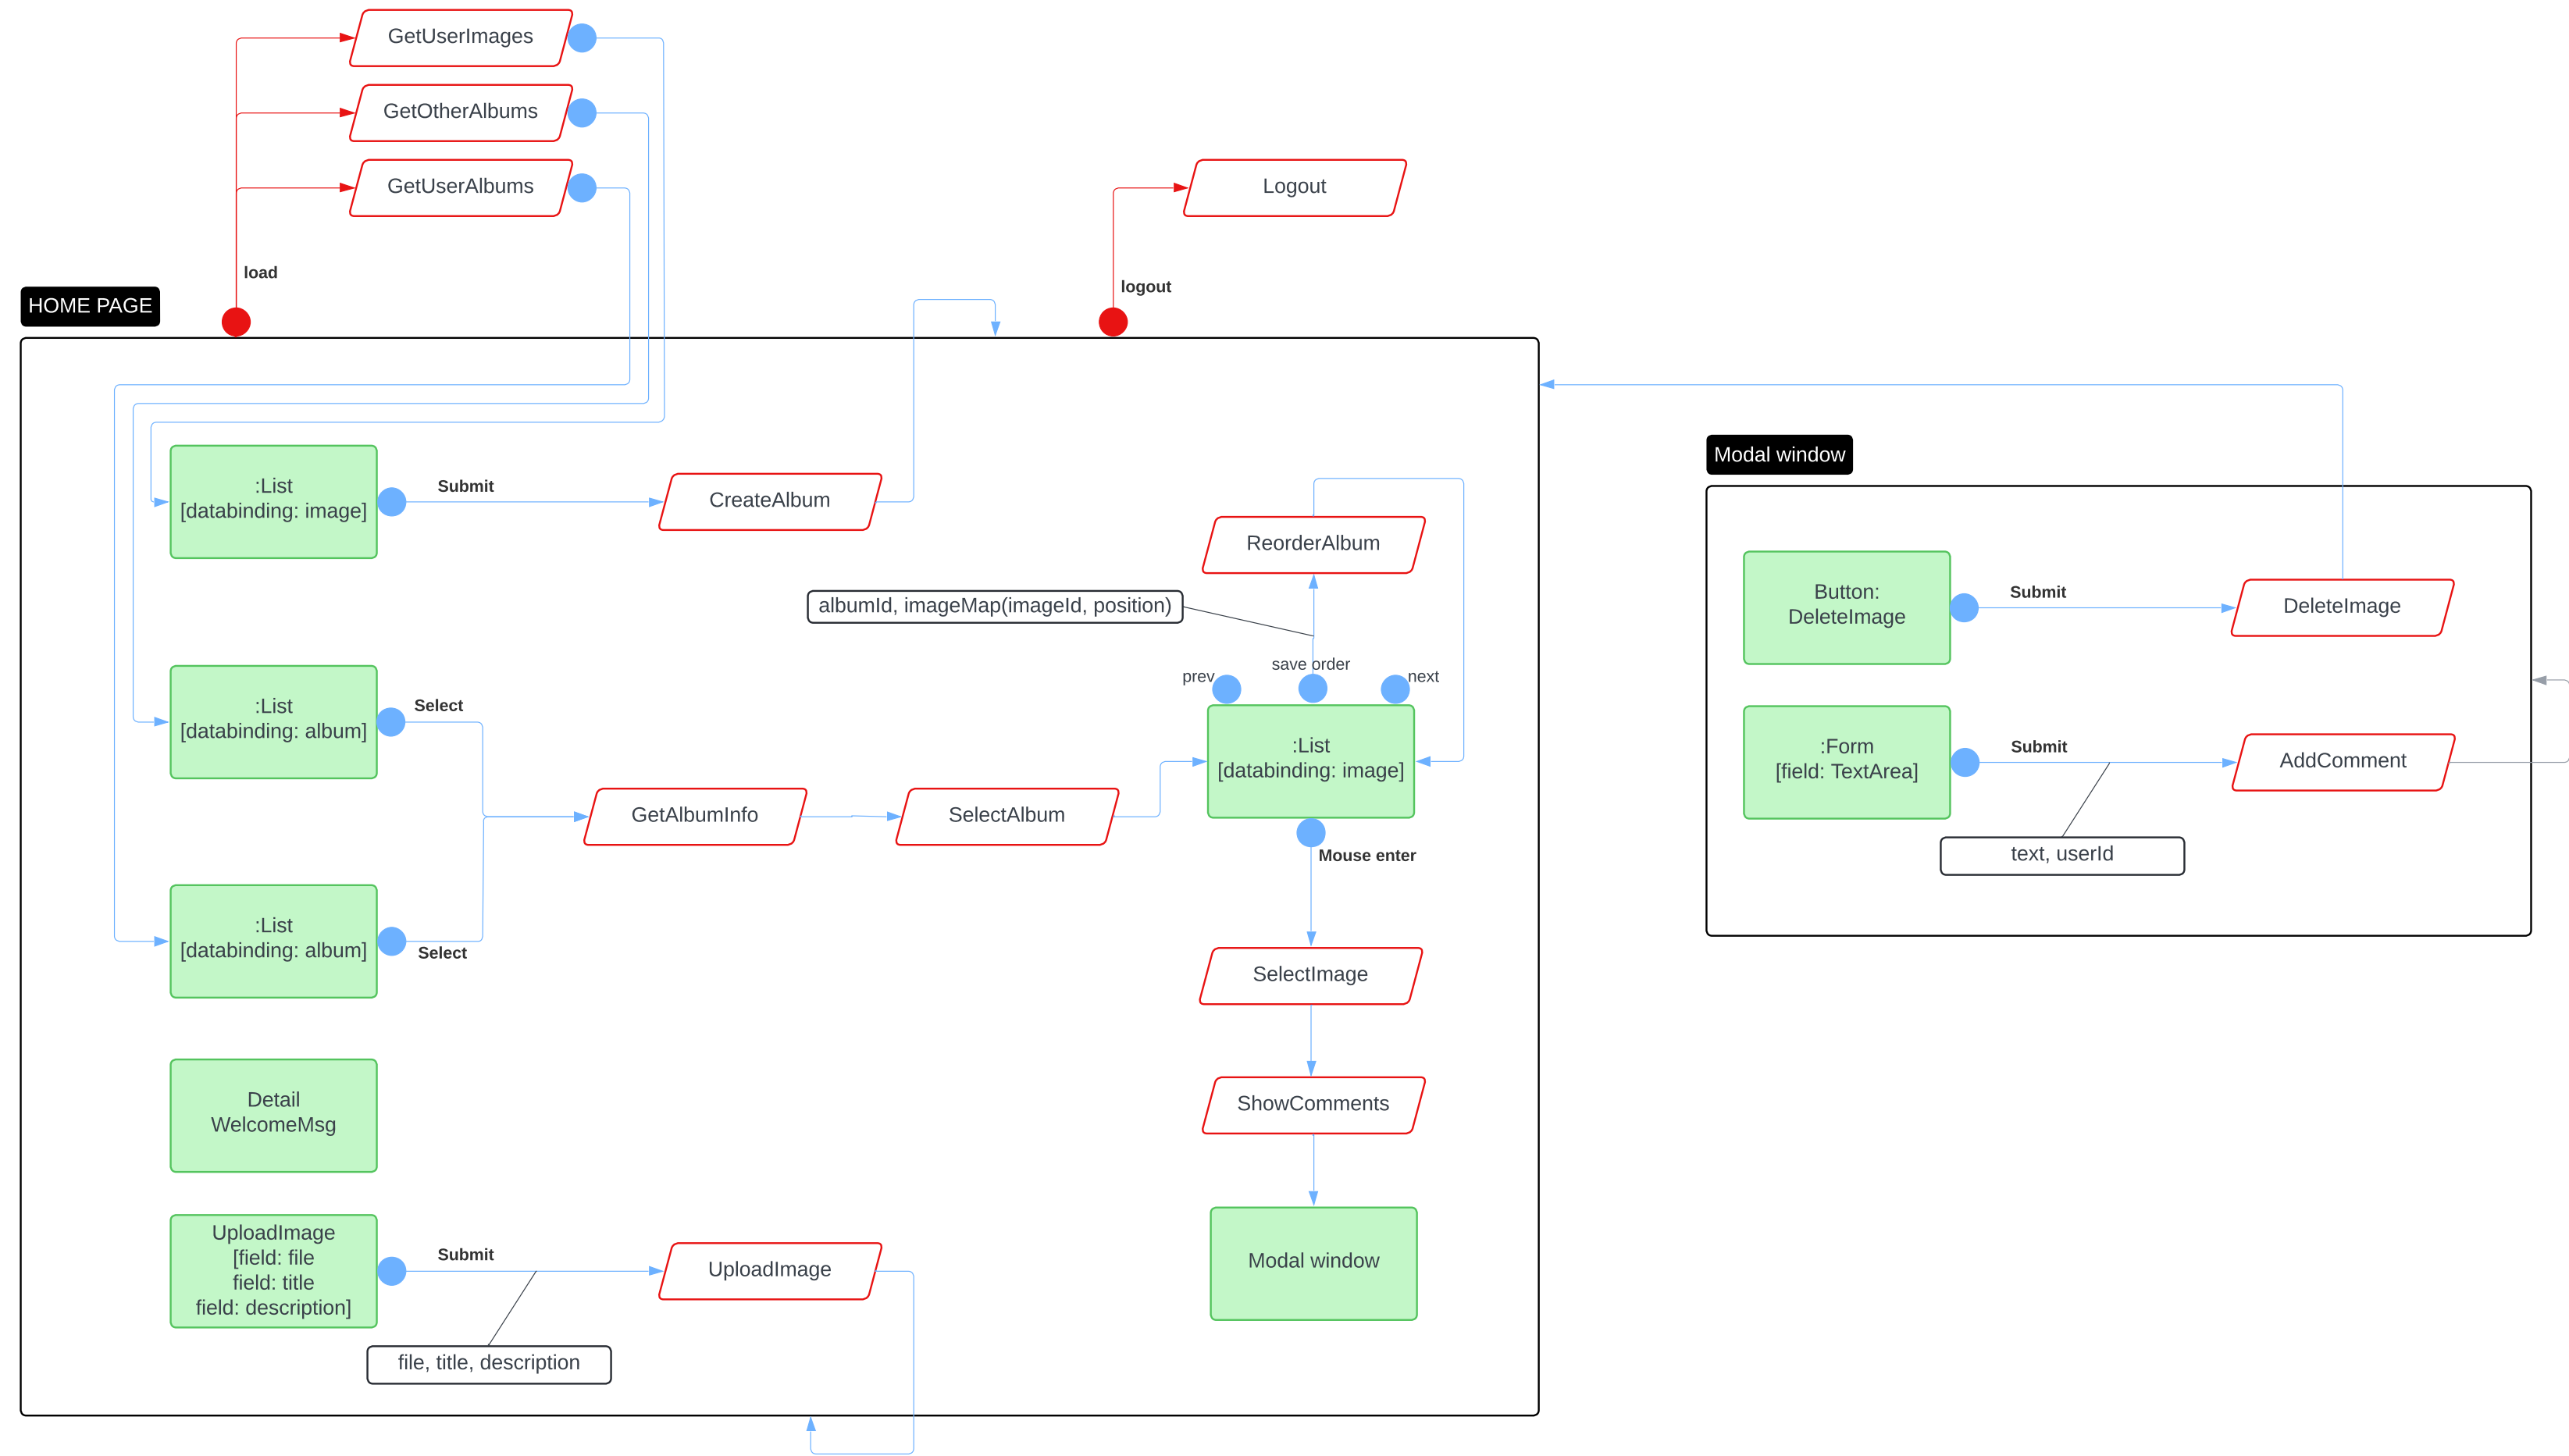 GetUserImages
GetOtherAlbums
GetUserAlbums
Logout
load
logout
HOME PAGE
:List
[databinding: image]
Submit
CreateAlbum
ReorderAlbum
albumId, imageMap(imageId, position)
prev
save order
next
:List
[databinding: album]
Select
:List
[databinding: image]
GetAlbumInfo
SelectAlbum
Mouse enter
:List
[databinding: album]
Select
SelectImage
Detail
WelcomeMsg
ShowComments
UploadImage
[field: file
field: title
field: description]
Submit
UploadImage
Modal window
file, title, description
Modal window
Button:
DeleteImage
Submit
DeleteImage
:Form
[field: TextArea]
Submit
AddComment
text, userId